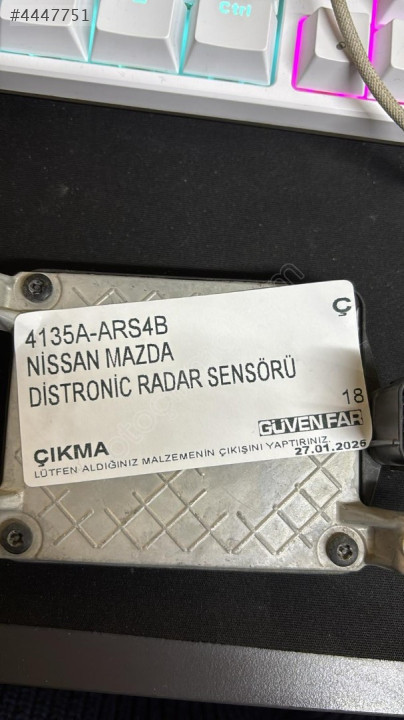 #4447751
Ctrl
4135A-ARS4B
Ç
NİSSAN MAZDA
DİSTRONİC RADAR SENSÖRÜ
18
GÜVEN FAR
ÇIKMA
LÜTFEN ALDIĞINIZ MALZEMENİN ÇIKIŞINI YAPTIRINIZ.
27.01.2026